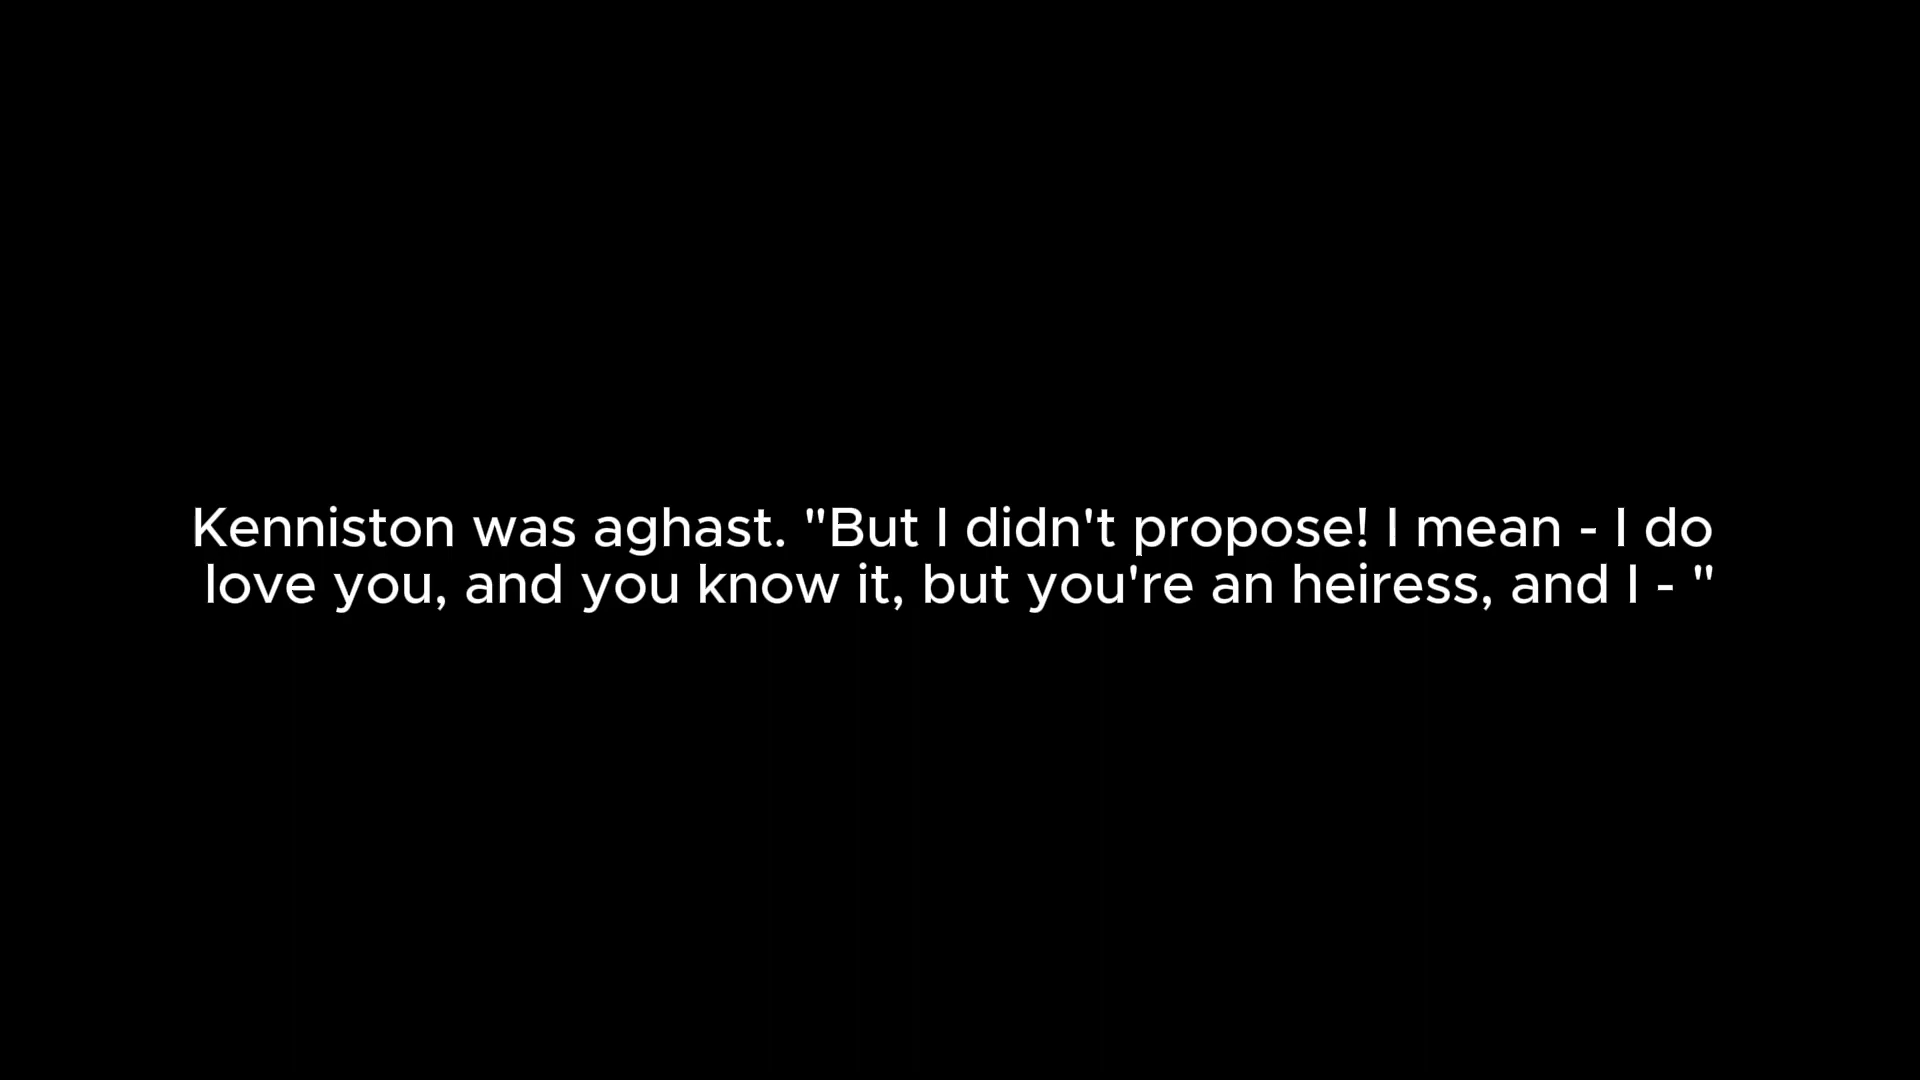 Kenniston was aghast. "But I didn't propose! I mean - I do
love you, and you know it, but you're an heiress, and I - "